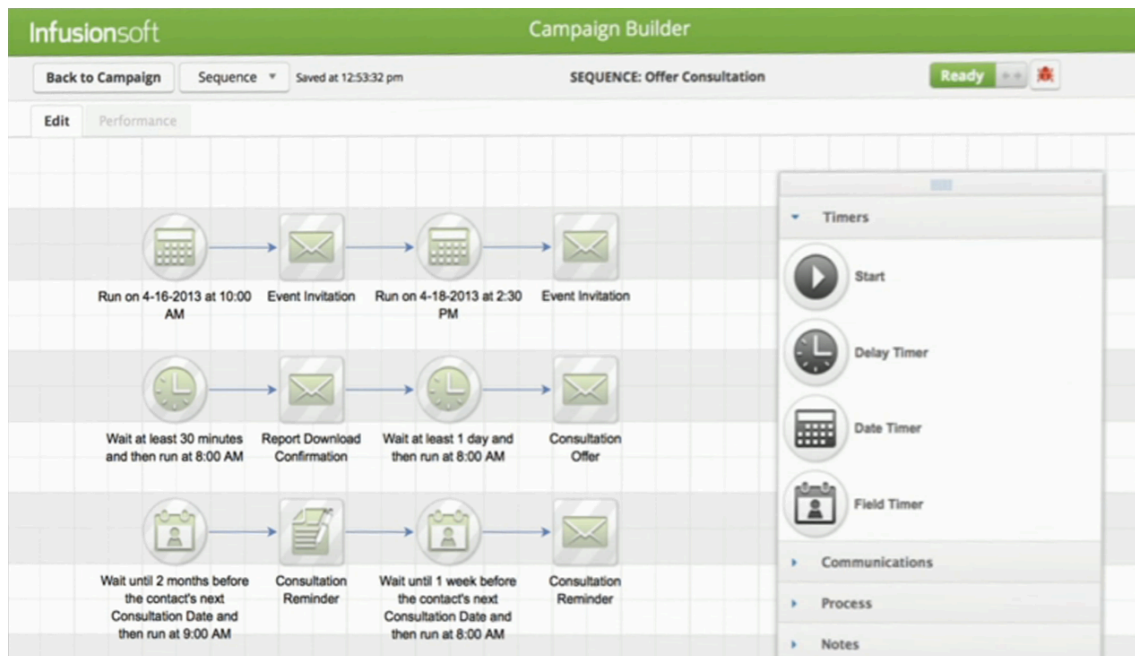 Infusionsoft
Campaign Builder
Back to Campaign
Sequence
Saved at 12:53:32 pm
SEQUENCE: Offer Consultation
Ready
Edit
Performance
Run on 4-16-2013 at 10:00
AM
Event Invitation
Run on 4-18-2013 at 2:30
PM
Event Invitation
Wait at least 30 minutes
and then run at 8:00 AM
Report Download
Confirmation
Wait at least 1 day and
then run at 8:00 AM
Consultation
Offer
Wait until 2 months before
the contact's next
Consultation Date and
then run at 9:00 AM
Consultation
Reminder
Wait until 1 week before
the contact's next
Consultation Date and
then run at 8:00 AM
Consultation
Reminder
Timers
Start
Delay Timer
Date Timer
Field Timer
Communications
Process
Notes